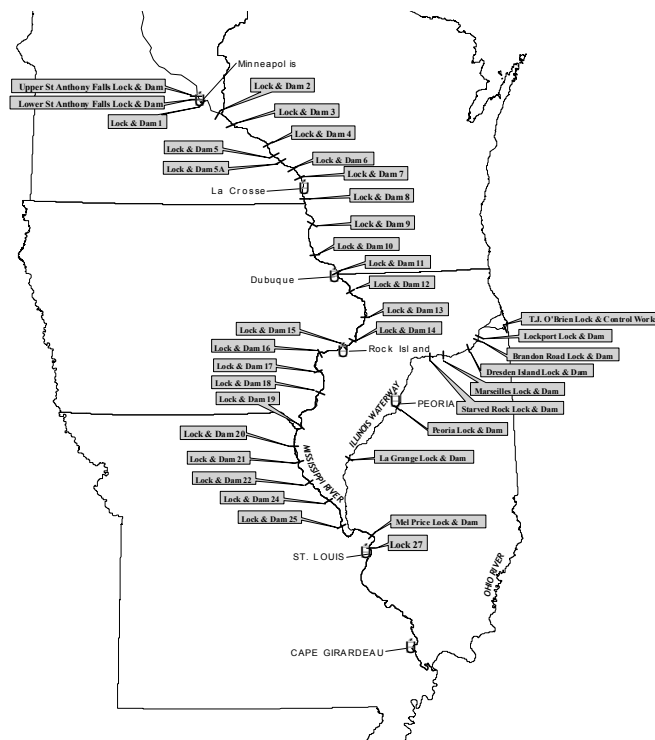 Minneapol is
Upper St Anthony Falls Lock & Dam
Lock & Dam 2
Lower St Anthony Falls Lock & Dam
Lock & Dam 3
Lock & Dam 1
Lock & Dam 4
Lock & Dam 5
Lock & Dam 6
Lock & Dam 5A
Lock & Dam 7
La Crosse
Lock & Dam 8
Lock & Dam 9
Lock & Dam 10
Lock & Dam 11
Dubuque
Lock & Dam 12
Lock & Dam 13
T.J. O'Brien Lock & Control Work
Lock & Dam 15
Lock & Dam 14
Lockport Lock & Dam
Lock & Dam 16
Rock Island
Brandon Road Lock & Dam
Lock & Dam 17
Dresden Island Lock & Dam
Lock & Dam 18
Marseilles Lock & Dam
Lock & Dam 19
PEORIA
Starved Rock Lock & Dam
ILLINOIS WATERWAY
Lock & Dam 20
Peoria Lock & Dam
Lock & Dam 21
La Grange Lock & Dam
MISSISSIPPI RIVER
Lock & Dam 22
Lock & Dam 24
Lock & Dam 25
Mel Price Lock & Dam
Lock 27
ST. LOUIS
OHIO RIVER
CAPE GIRARDEAU